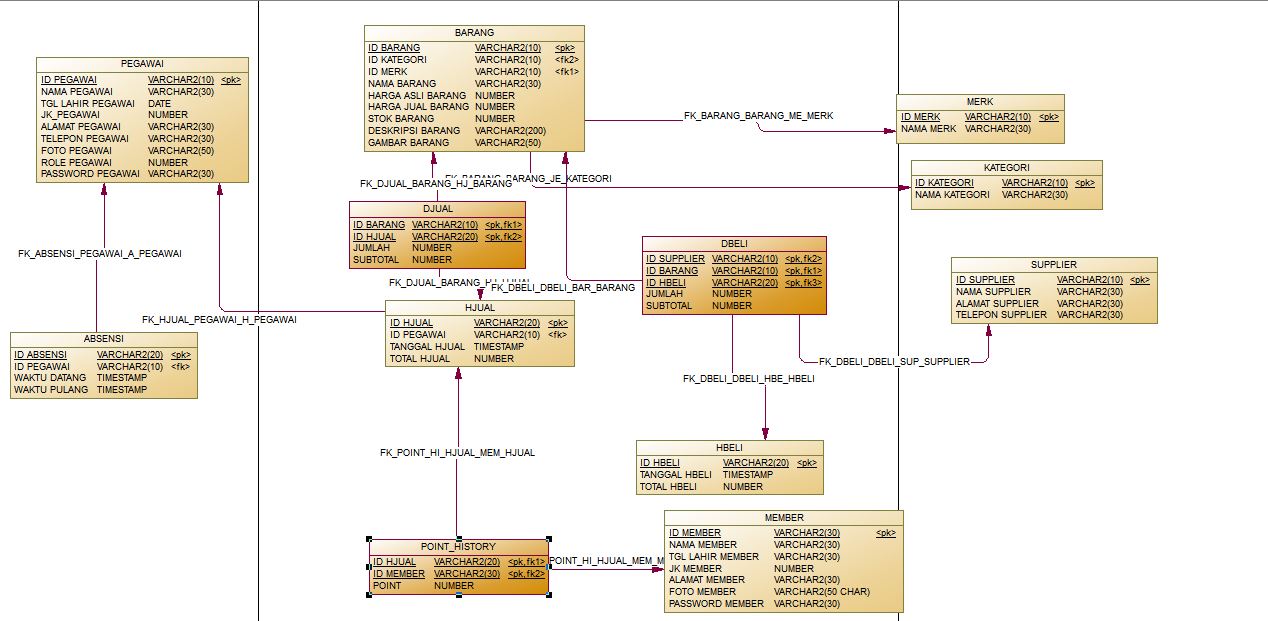 PEGAWAI
ID PEGAWAI VARCHAR2(10) <pk>
NAMA PEGAWAI VARCHAR2(30)
TGL LAHIR PEGAWAI DATE
JK_PEGAWAI NUMBER
ALAMAT PEGAWAI VARCHAR2(30)
TELEPON PEGAWAI VARCHAR2(30)
FOTO PEGAWAI VARCHAR2(50)
ROLE PEGAWAI NUMBER
PASSWORD PEGAWAI VARCHAR2(30)
FK_ABSENSI_PEGAWAI_A_PEGAWAI
FK_HJUAL_PEGAWAI_H_PEGAWAI
ABSENSI
ID ABSENSI VARCHAR2(20) <pk>
ID PEGAWAI VARCHAR2(10) <fk>
WAKTU DATANG TIMESTAMP
WAKTU PULANG TIMESTAMP
BARANG
ID BARANG VARCHAR2(10) <pk>
ID KATEGORI VARCHAR2(10) <fk2>
ID MERK VARCHAR2(10) <fk1>
NAMA BARANG VARCHAR2(30)
HARGA ASLI BARANG NUMBER
HARGA JUAL BARANG NUMBER
STOK BARANG NUMBER
DESKRIPSI BARANG VARCHAR2(200)
GAMBAR BARANG VARCHAR2(50)
FK_BARANG_BARANG_ME_MERK
MERK
ID MERK VARCHAR2(10) <pk>
NAMA MERK VARCHAR2(30)
KATEGORI
ID KATEGORI VARCHAR2(10) <pk>
NAMA KATEGORI VARCHAR2(30)
FK_DJUAL_BARANG_HJ_BARANG
BARANG_JE_KATEGORI
DJUAL
ID BARANG VARCHAR2(10) <pk,fk1>
ID HJUAL VARCHAR2(20) <pk,fk2>
JUMLAH NUMBER
SUBTOTAL NUMBER
DBELI
ID SUPPLIER VARCHAR2(10) <pk,fk2>
ID BARANG VARCHAR2(10) <pk,fk1>
ID HBELI VARCHAR2(20) <pk,fk3>
JUMLAH NUMBER
SUBTOTAL NUMBER
SUPPLIER
ID SUPPLIER VARCHAR2(10) <pk>
NAMA SUPPLIER VARCHAR2(30)
ALAMAT SUPPLIER VARCHAR2(30)
TELEPON SUPPLIER VARCHAR2(30)
FK_DJUAL_BARANG
FK_DBELI_DBELI_BAR_BARANG
HJUAL
ID HJUAL VARCHAR2(20) <pk>
ID PEGAWAI VARCHAR2(10) <fk>
TANGGAL HJUAL TIMESTAMP
TOTAL HJUAL NUMBER
FK_DBELI_DBELI_SUP_SUPPLIER
FK_DBELI_DBELI_HBE_HBELI
FK_POINT_HI_HJUAL_MEM_HJUAL
HBELI
ID HBELI VARCHAR2(20) <pk>
TANGGAL HBELI TIMESTAMP
TOTAL HBELI NUMBER
POINT_HISTORY
ID HJUAL VARCHAR2(20) <pk,fk1>
ID MEMBER VARCHAR2(30) <pk,fk2>
POINT NUMBER
POINT_HI_HJUAL_MEM_M
MEMBER
ID MEMBER VARCHAR2(30) <pk>
NAMA MEMBER VARCHAR2(30)
TGL LAHIR MEMBER VARCHAR2(30)
JK MEMBER NUMBER
ALAMAT MEMBER VARCHAR2(30)
FOTO MEMBER VARCHAR2(50 CHAR)
PASSWORD MEMBER VARCHAR2(30)